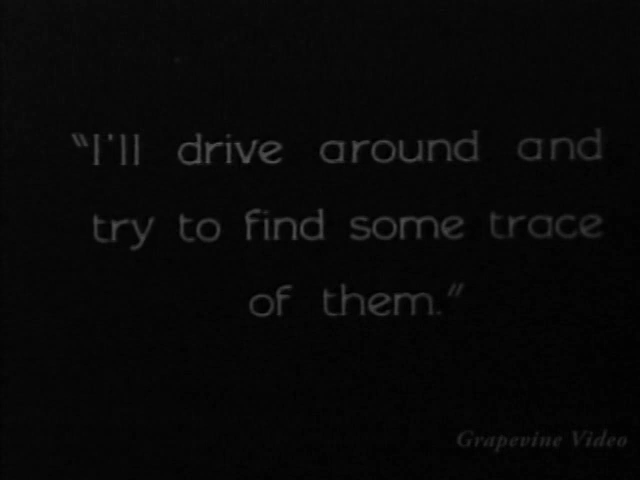 "I'll drive around and
try to find some trace
of them."
Grapevine Video